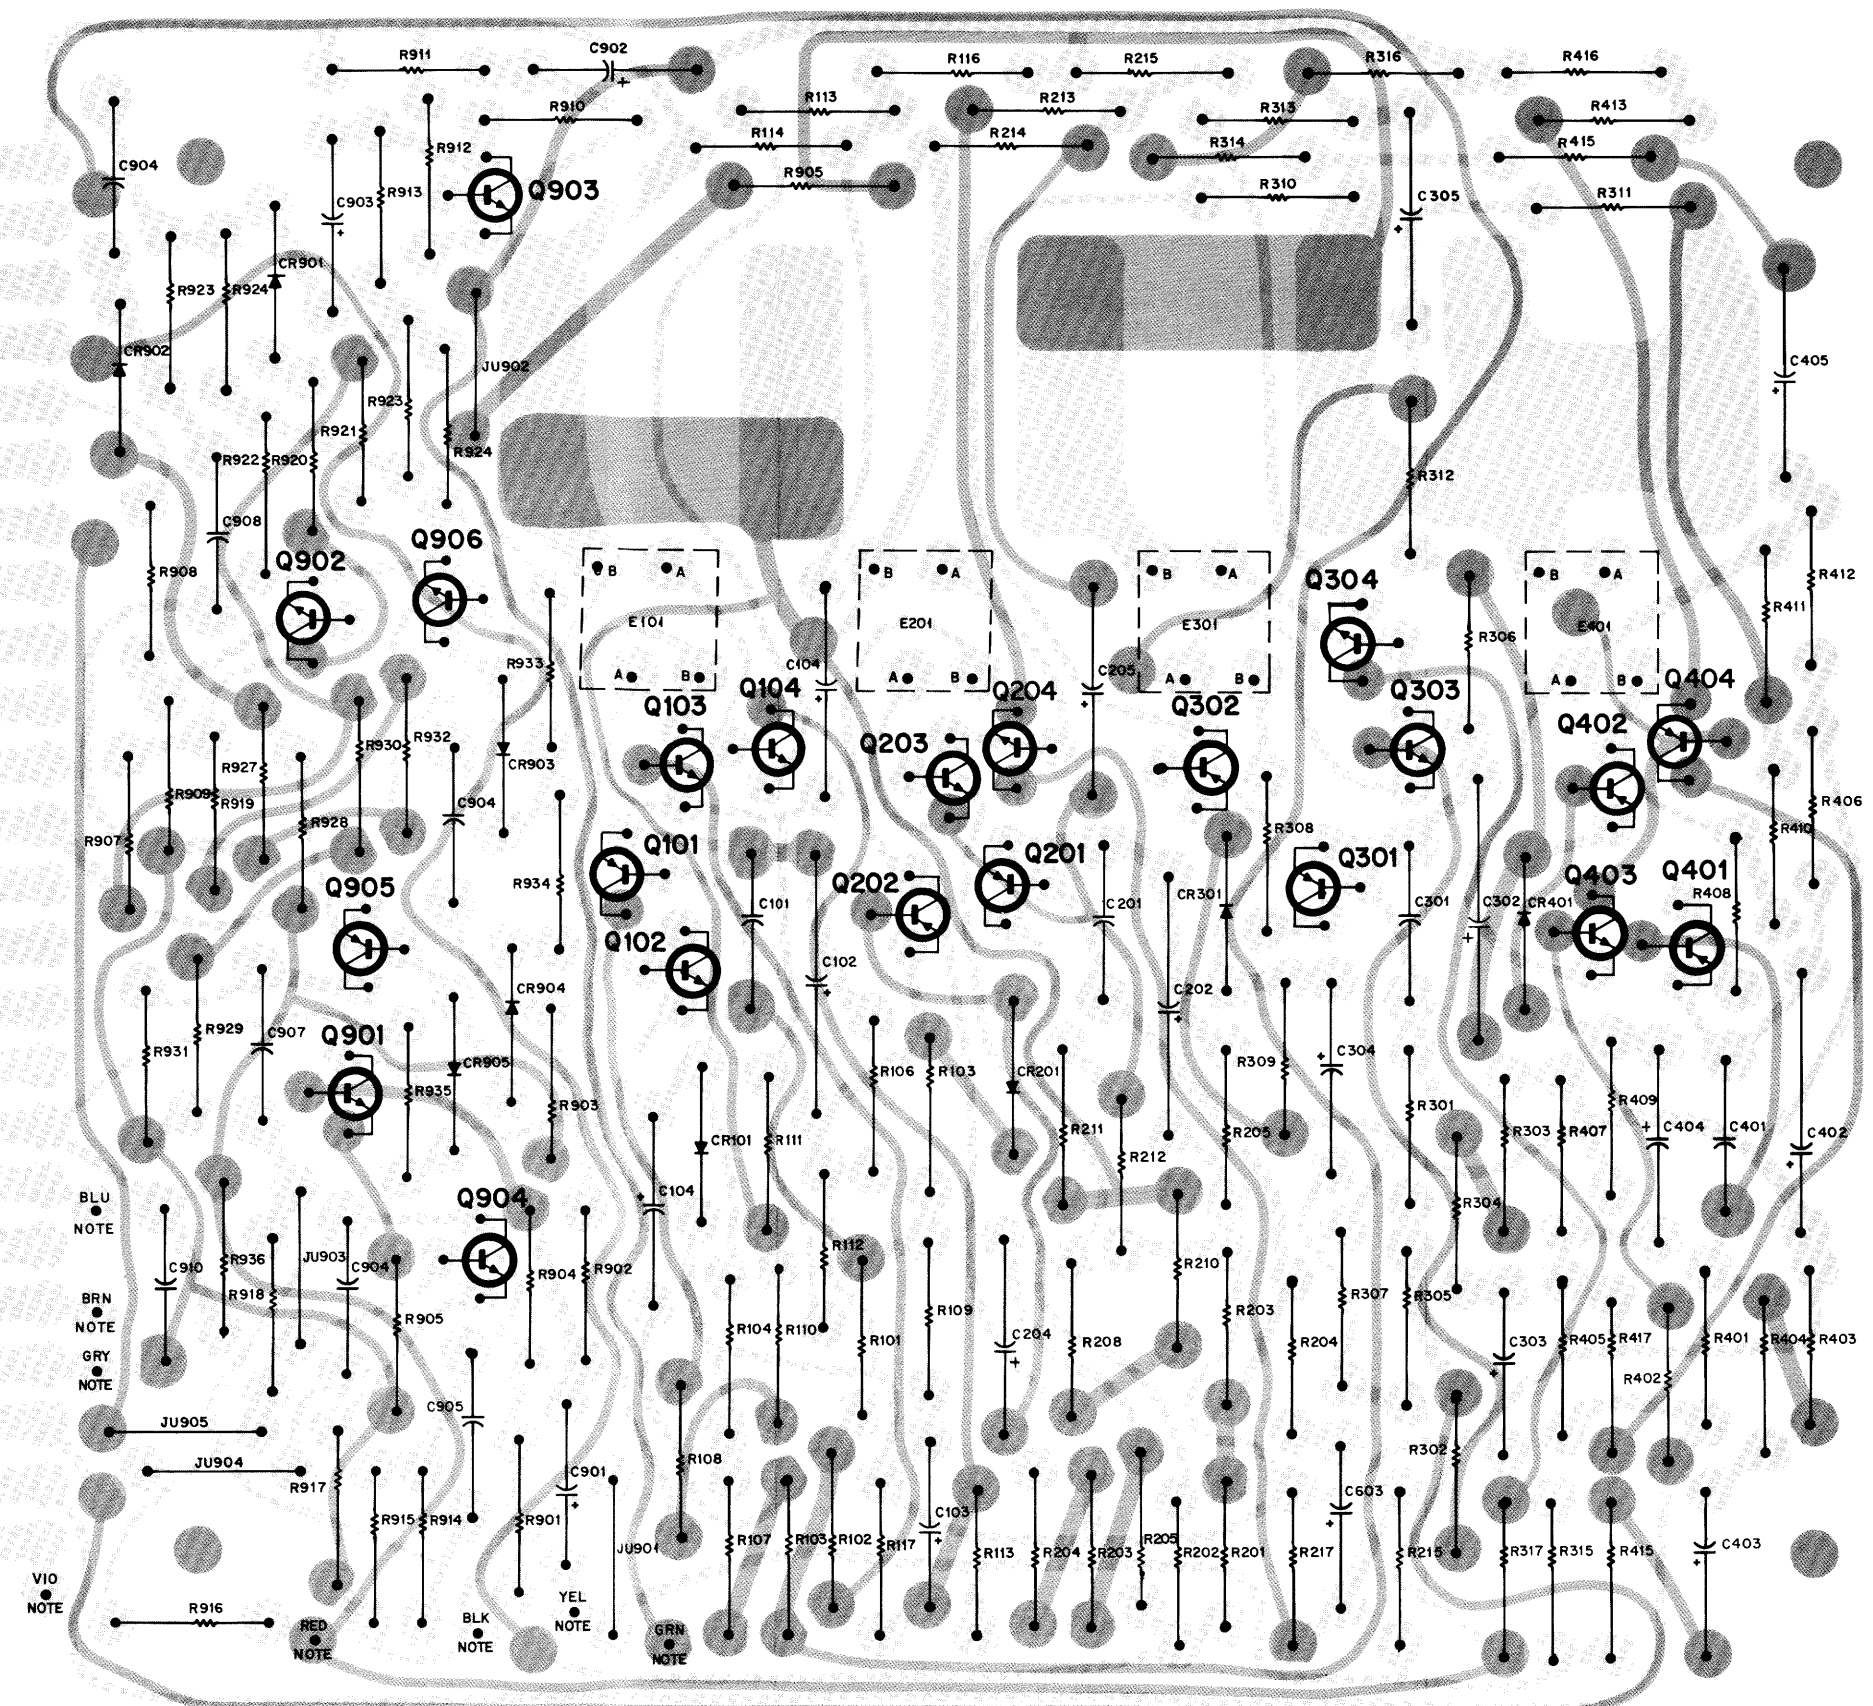 R911
C902
R116
R215
R316
R416
R910
R113
R213
R313
R413
R912
R114
R214
R314
R415
C904
R913
Q903
R905
R310
R311
C903
C305
CR901
R923
R924
CR902
JU902
C405
R923
R921
R922
R920
R924
R312
C908
Q902
Q906
R908
B
A
E101
A
B
B
A
E201
A
B
B
A
E301
A
B
B
A
E401
A
B
Q304
R412
R411
R306
R933
C104
C205
Q103
Q104
Q204
Q302
Q303
Q402
Q404
R930
R932
Q203
R927
CR903
R909
R919
R928
C904
R907
R308
R406
R410
Q101
Q201
Q301
Q403
Q401
Q905
R934
Q202
CR301
R408
C101
C201
C301
C302
CR401
Q102
C102
CR904
C202
R929
C907
Q901
R931
CR905
R935
R903
R106
R103
CR201
R309
C304
R301
R409
R211
R205
R303
R407
C404
C401
C402
CR101
R111
R212
BLU
NOTE
Q904
C104
R304
R112
R936
JU903
C904
C910
R918
R904
R902
R210
BRN
NOTE
R905
R104
R110
R101
R109
C204
R208
R203
R204
R307
R305
C303
R405
R417
R401
R404
R403
GRY
NOTE
R402
JU905
C905
JU904
R917
R108
R302
C901
R915
R914
R901
JU901
R107
R103
R102
R117
C103
R113
R204
R203
R205
R202
R201
R217
C603
R215
R317
R315
R415
C403
VIO
NOTE
R916
RED
NOTE
BLK
NOTE
YEL
NOTE
GRN
NOTE